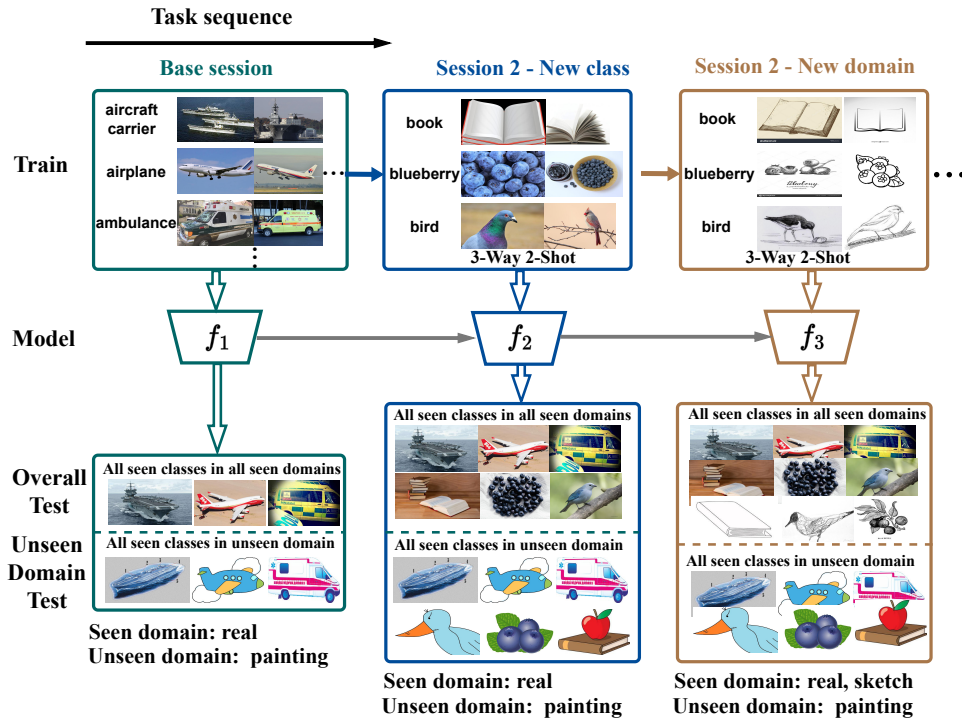 Task sequence
Base session
Session 2 - New class
Session 2 - New domain
Train
aircraft
carrier
airplane
ambulance
book
blueberry
bird
3-Way 2-Shot
book
blueberry
bird
3-Way 2-Shot
Model
f1
f2
f3
Overall
Test
Unseen
Domain
Test
All seen classes in all seen domains
All seen classes in unseen domain
Seen domain: real
Unseen domain: painting
All seen classes in all seen domains
All seen classes in unseen domain
Seen domain: real
Unseen domain: painting
All seen classes in all seen domains
All seen classes in unseen domain
Seen domain: real, sketch
Unseen domain: painting